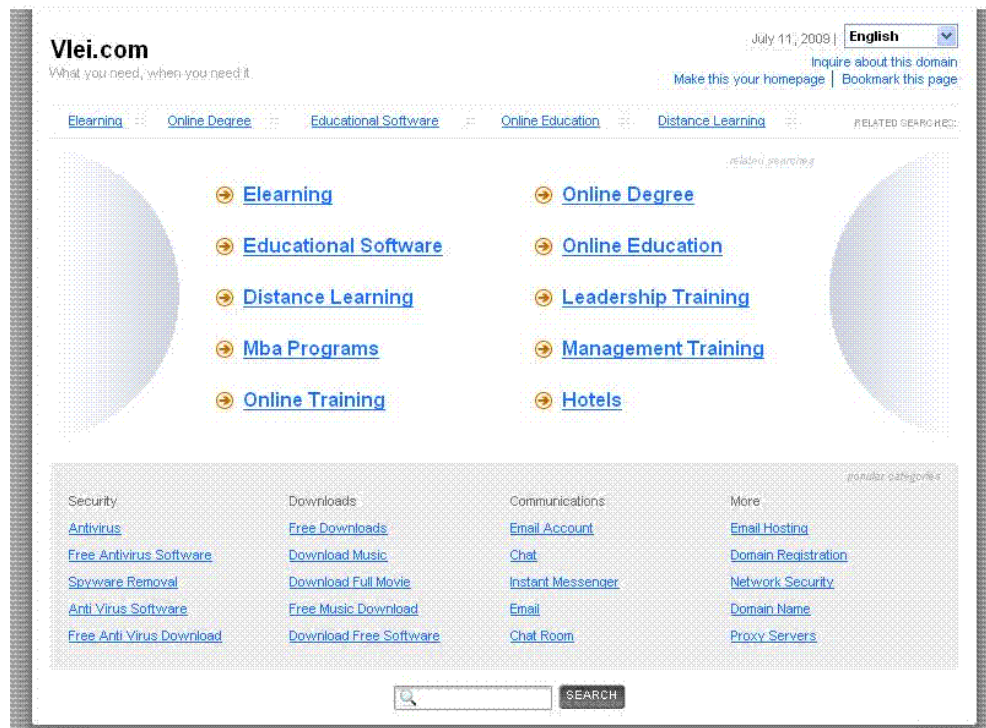 July 11, 2009 | English
Vlei.com
What you need, when you need it
Inquire about this domain
Make this your homepage | Bookmark this page
Elearning Online Degree Educational Software Online Education Distance Learning RELATED SEARCHES:
related searches
Elearning Online Degree
Educational Software Online Education
Distance Learning Leadership Training
Mba Programs Management Training
Online Training Hotels
popular categories
Security Downloads Communications More
Antivirus Free Downloads Email Account Email Hosting
Free Antivirus Software Download Music Chat Domain Registration
Spyware Removal Download Full Movie Instant Messenger Network Security
Anti Virus Software Free Music Download Email Domain Name
Free Anti Virus Download Download Free Software Chat Room Proxy Servers
SEARCH